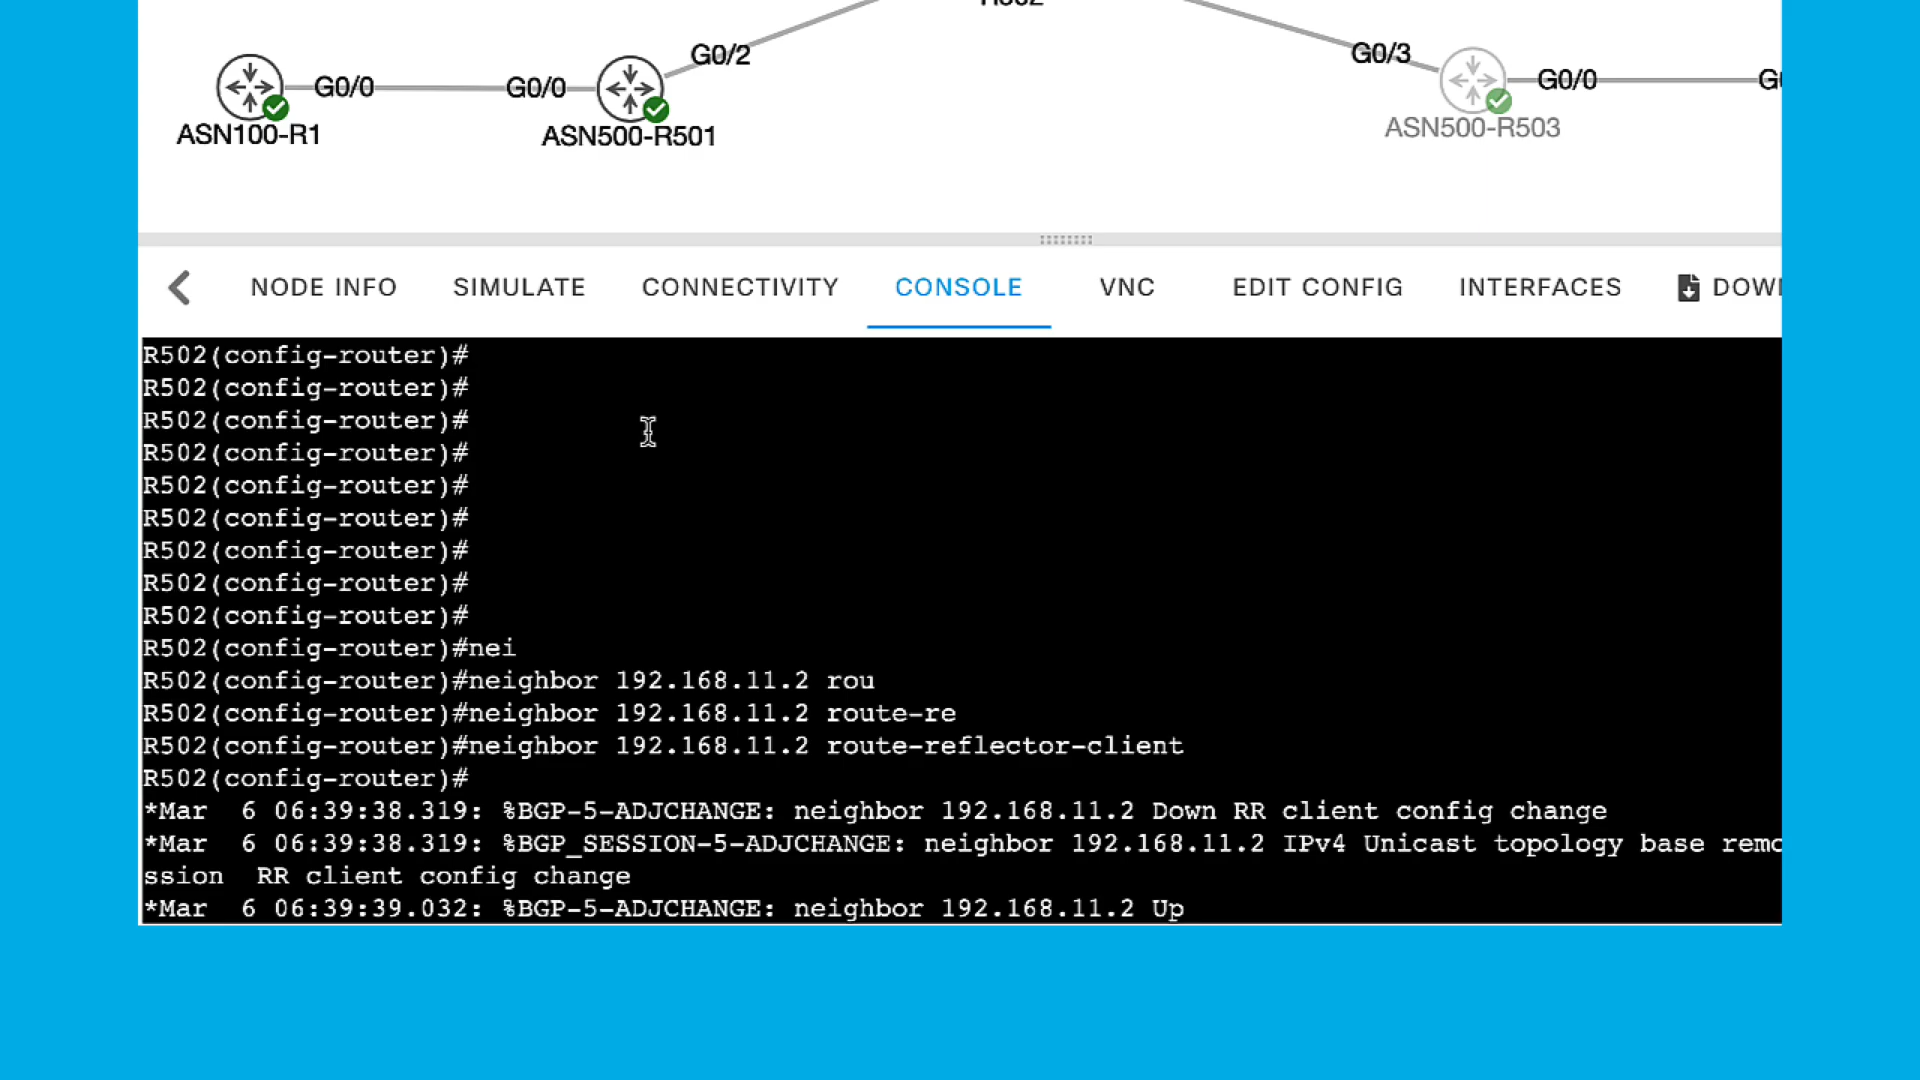 G0/2
G0/3
G0/0
G0/0
G0/0
ASN100-R1
ASN500-R501
ASN500-R503
NODE INFO SIMULATE CONNECTIVITY CONSOLE VNC EDIT CONFIG INTERFACES
R502(config-router)#
R502(config-router)#
R502(config-router)#
R502(config-router)#
R502(config-router)#
R502(config-router)#
R502(config-router)#
R502(config-router)#
R502(config-router)#
R502(config-router)#nei
R502(config-router)#neighbor 192.168.11.2 rou
R502(config-router)#neighbor 192.168.11.2 route-re
R502(config-router)#neighbor 192.168.11.2 route-reflector-client
R502(config-router)#
*Mar  6 06:39:38.319: %BGP-5-ADJCHANGE: neighbor 192.168.11.2 Down RR client config change
*Mar  6 06:39:38.319: %BGP_SESSION-5-ADJCHANGE: neighbor 192.168.11.2 IPv4 Unicast topology base remo
ssion  RR client config change
*Mar  6 06:39:39.032: %BGP-5-ADJCHANGE: neighbor 192.168.11.2 Up